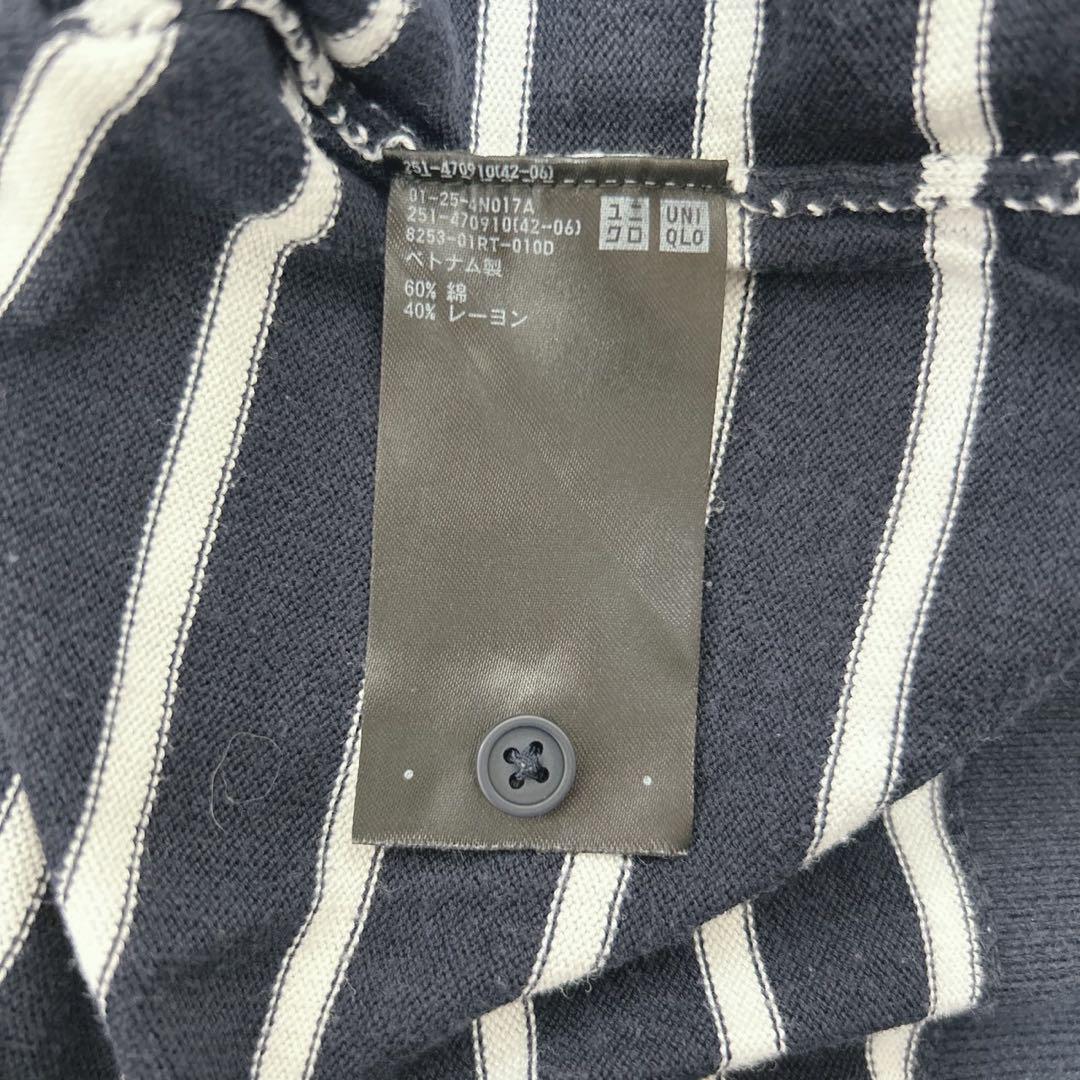 251-470910(42-06)
01-25-4N017A
251-470910(42-06)
8253-01RT-010D
ベトナム製
60% 綿
40% レーヨン
ユニ
クロ
UNI
QLO